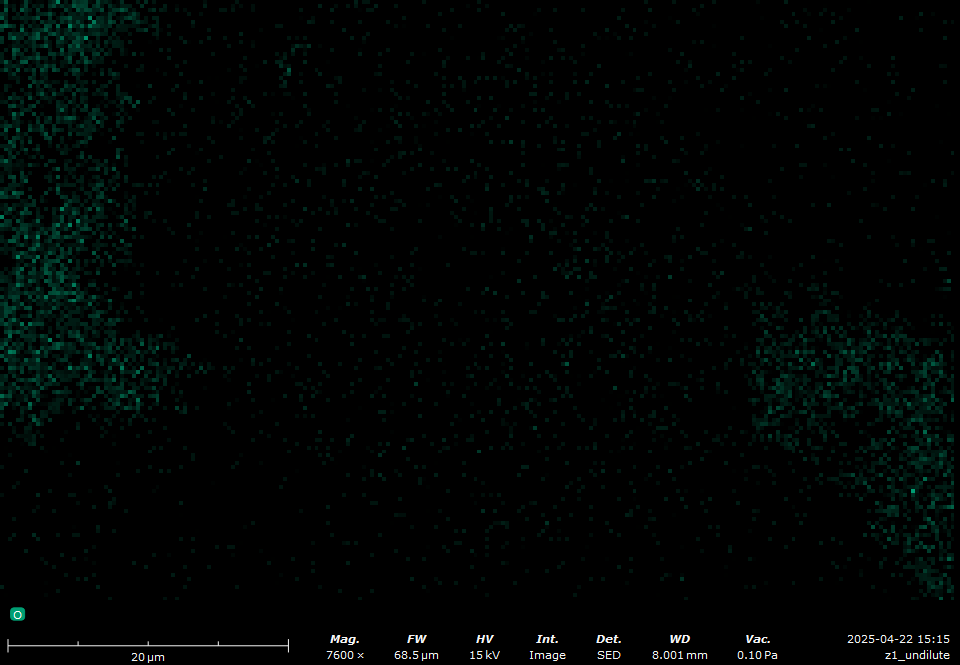 O
20 µm
Mag. FW HV Int. Det. WD Vac. 2025-04-22 15:15
7600 × 68.5 µm 15 kV Image SED 8.001 mm 0.10 Pa z1_undilute